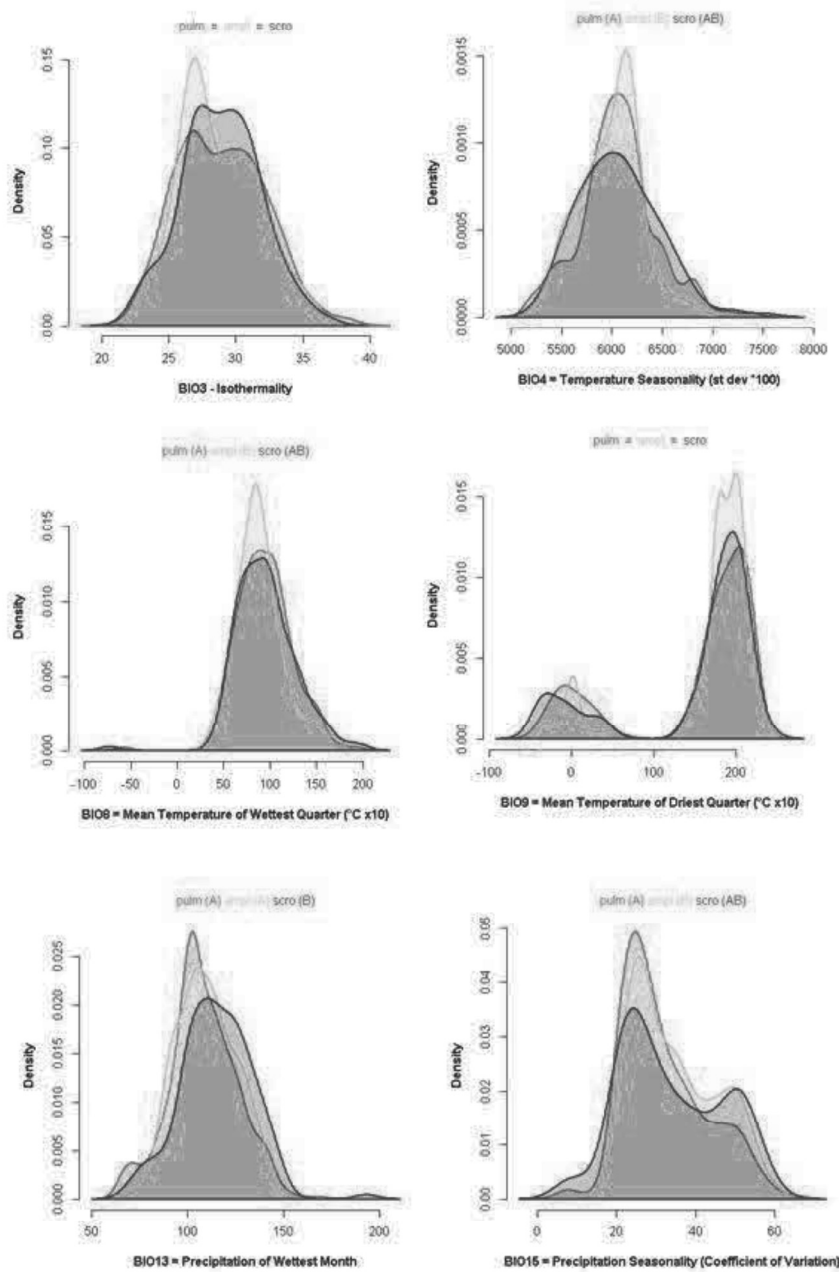 pulm = ampl = scro
Density
0.00 0.05 0.10 0.15
20 25 30 35 40
BIO3 - Isothermality
pulm (A) ampl (B) scro (AB)
Density
0.0000 0.0005 0.0010 0.0015
5000 5500 6000 6500 7000 7500 8000
BIO4 = Temperature Seasonality (st dev *100)
pulm (A) ampl (B) scro (AB)
Density
0.000 0.005 0.010 0.015
-100 -50 0 50 100 150 200
BIO8 = Mean Temperature of Wettest Quarter (°C x10)
pulm = ampl = scro
Density
0.000 0.005 0.010 0.015
-100 0 100 200
BIO9 = Mean Temperature of Driest Quarter (°C x10)
pulm (A) ampl (A) scro (B)
Density
0.000 0.005 0.010 0.015 0.020 0.025
50 100 150 200
BIO13 = Precipitation of Wettest Month
pulm (A) ampl (B) scro (AB)
Density
0.00 0.01 0.02 0.03 0.04 0.05
0 20 40 60
BIO15 = Precipitation Seasonality (Coefficient of Variation)